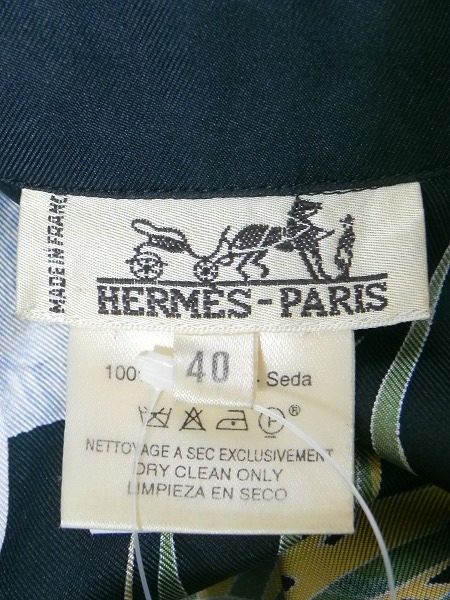 MADE IN FRANCE
HERMES-PARIS
40
100 Seda
P®
NETTOYAGE A SEC EXCLUSIVEMENT
DRY CLEAN ONLY
LIMPIEZA EN SECO